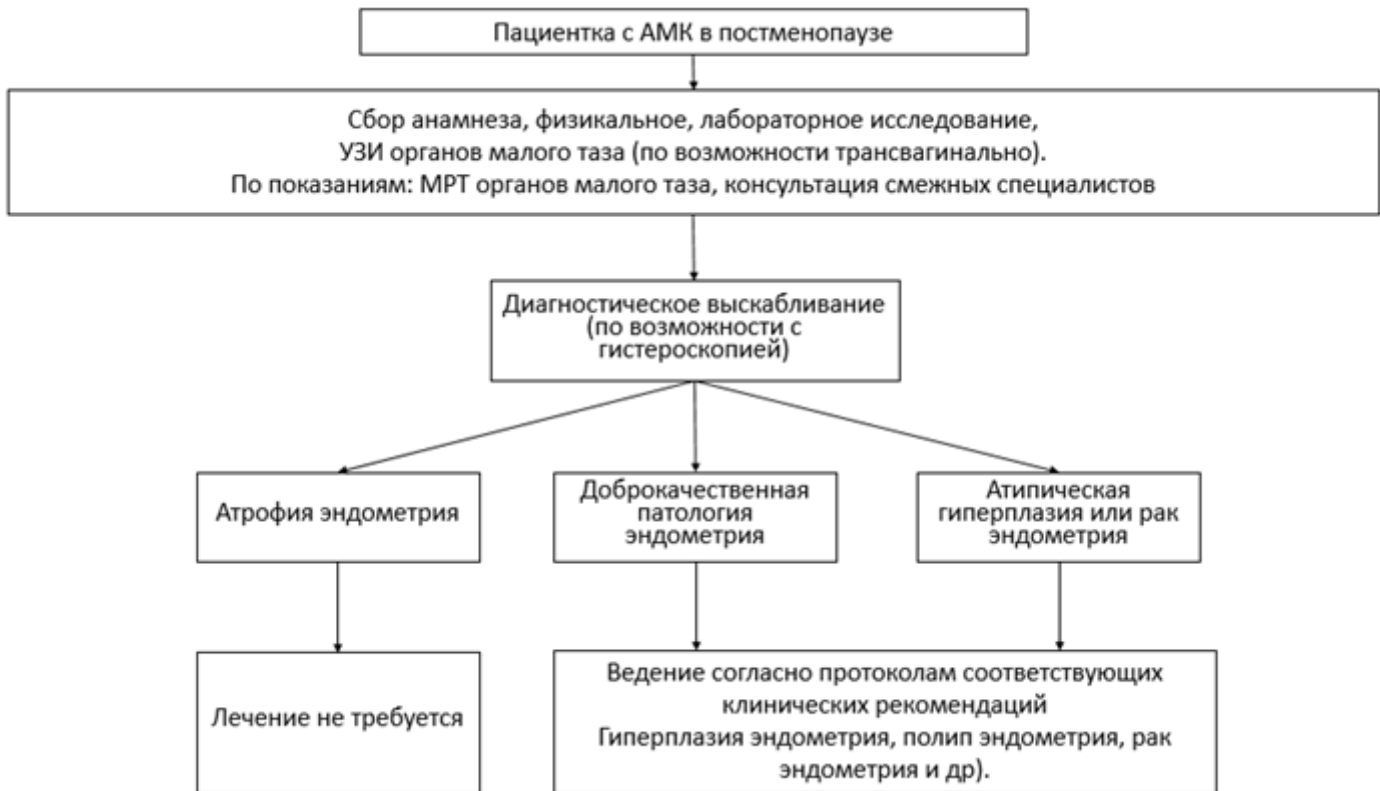 Пациентка с АМК в постменопаузе
Сбор анамнеза, физикальное, лабораторное исследование,
УЗИ органов малого таза (по возможности трансвагинально).
По показаниям: МРТ органов малого таза, консультация смежных специалистов
Диагностическое выскабливание
(по возможности с
гистероскопией)
Атрофия эндометрия
Доброкачественная
патология
эндометрия
Атипическая
гиперплазия или рак
эндометрия
Лечение не требуется
Ведение согласно протоколам соответствующих
клинических рекомендаций
Гиперплазия эндометрия, полип эндометрия, рак
эндометрия и др).